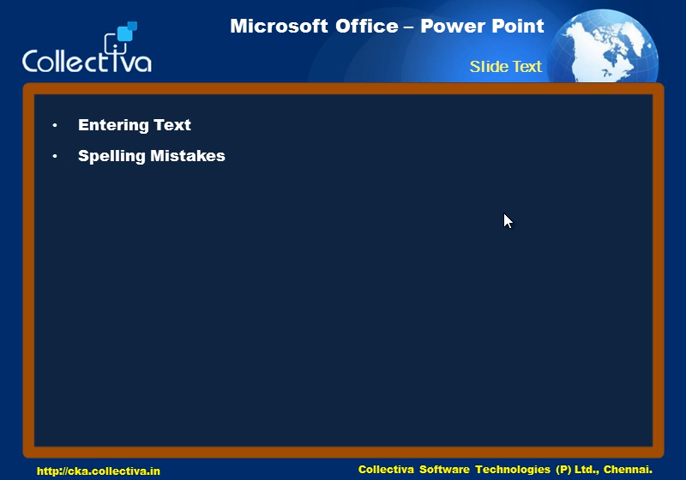 Microsoft Office – Power Point
Collectiva
Slide Text
• Entering Text
• Spelling Mistakes
http://cka.collectiva.in
Collectiva Software Technologies (P) Ltd., Chennai.